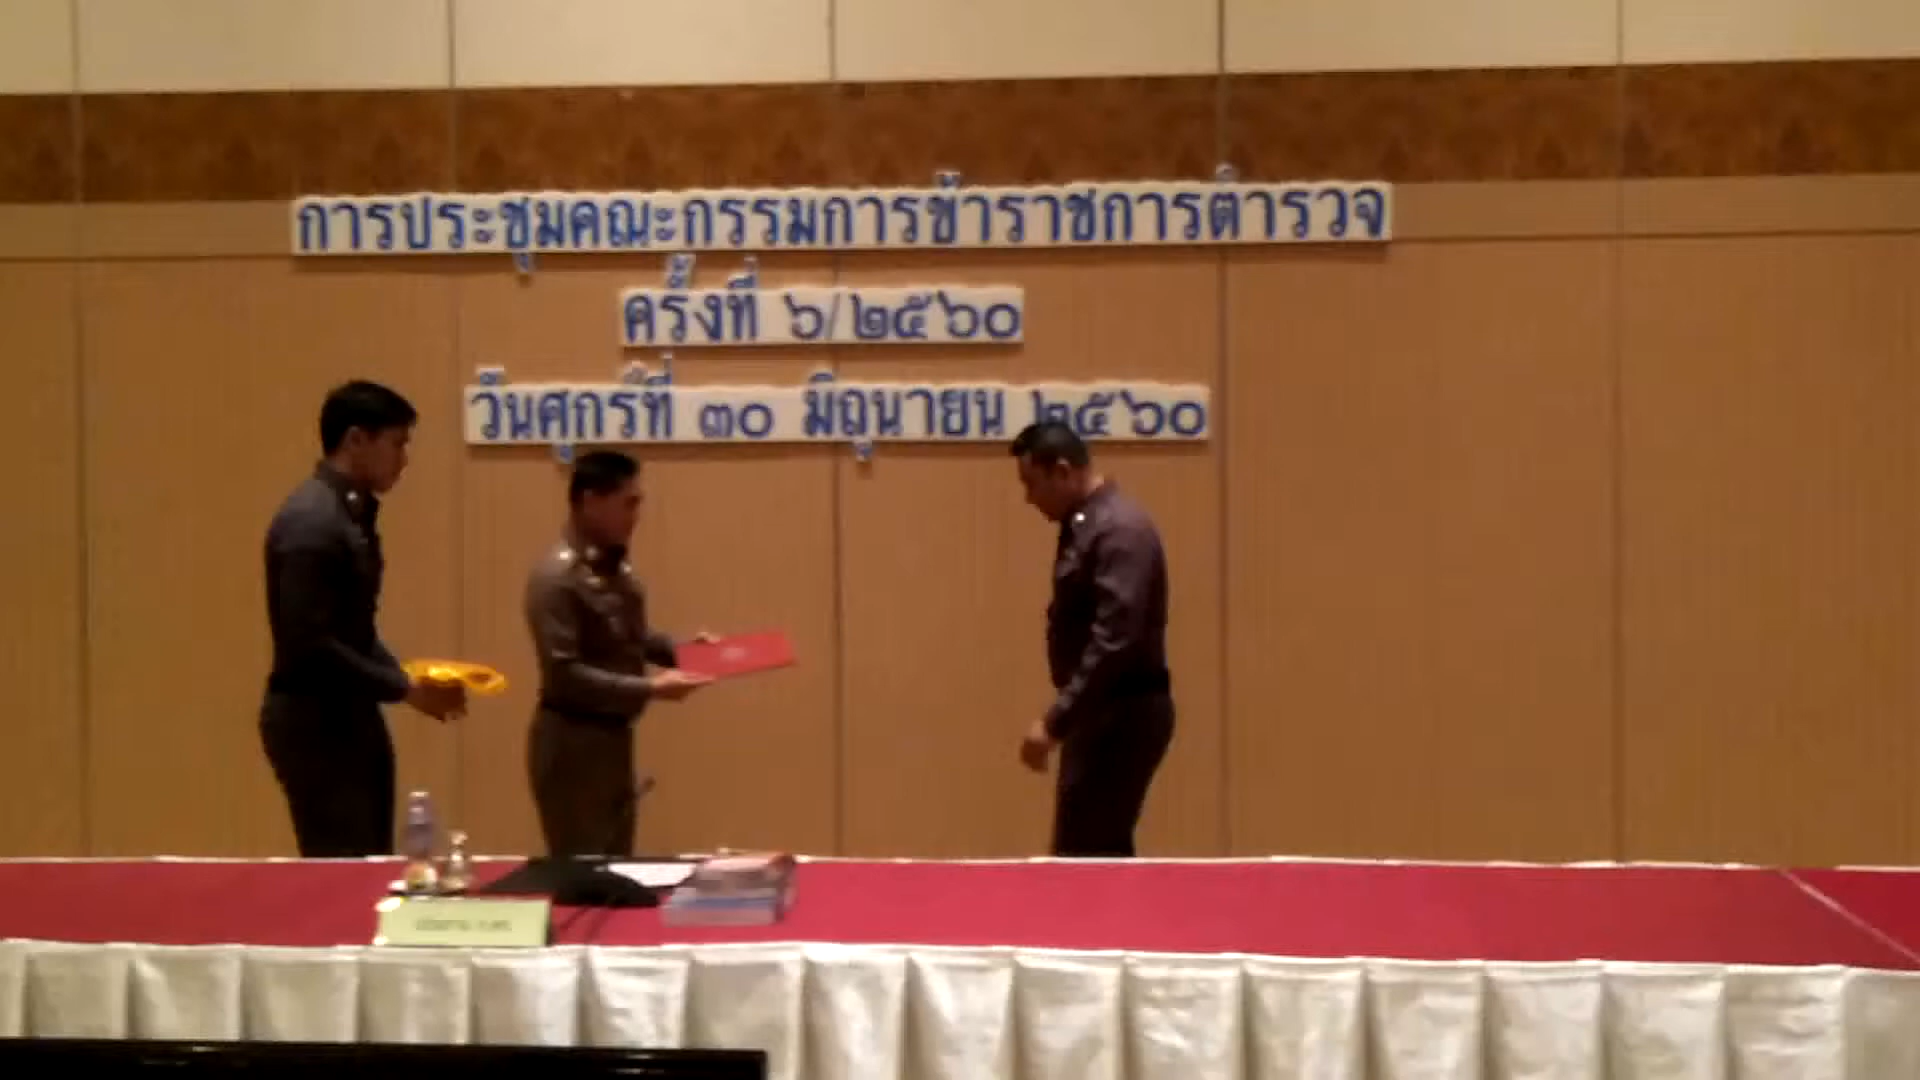 การประชุมคณะกรรมการข้าราชการตำรวจ
ครั้งที่ ๖/๒๕๖๐
วันศุกร์ที่ ๓๐ มิถุนายน ๒๕๖๐